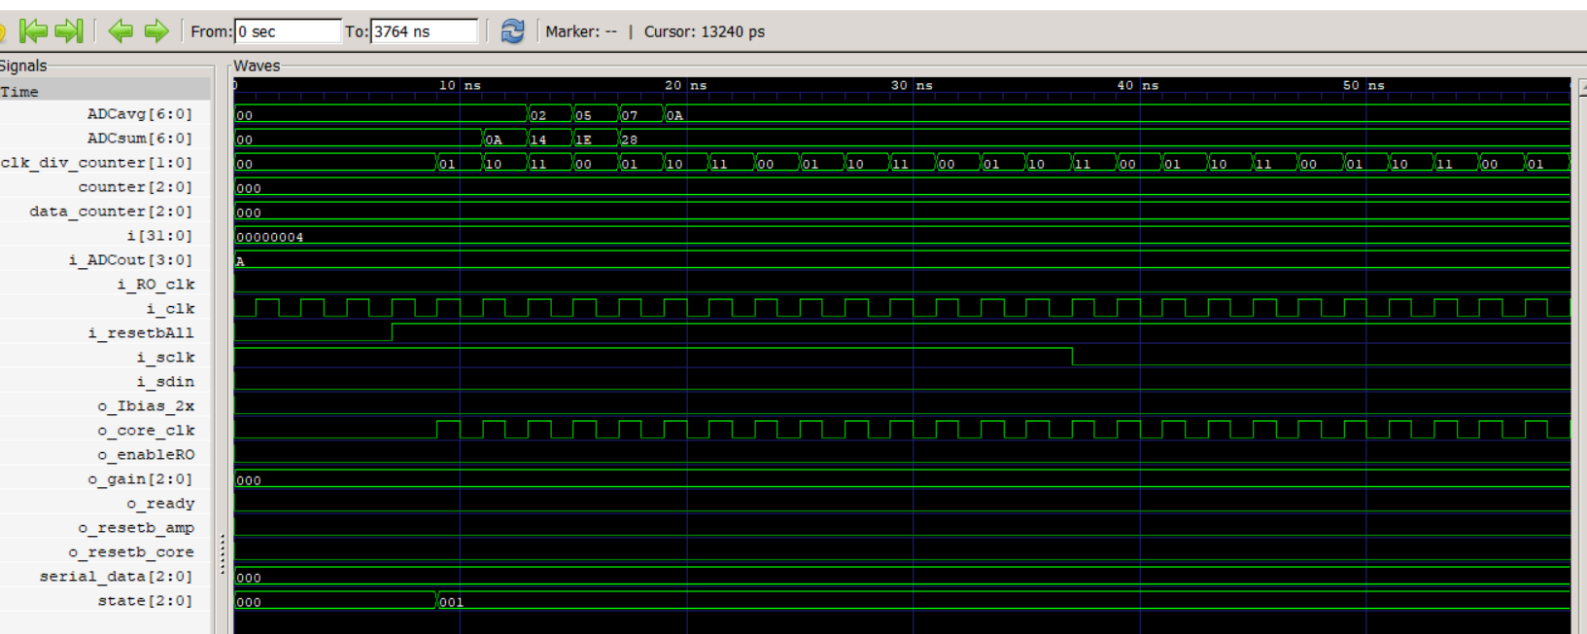 From: 0 sec To: 3764 ns Marker: -- | Cursor: 13240 ps
Signals Waves
Time 0 10 ns 20 ns 30 ns 40 ns 50 ns
ADCavg[6:0] 00 02 05 07 0A
ADCsum[6:0] 00 0A 14 1E 28
clk_div_counter[1:0] 00 01 10 11 00 01 10 11 00 01 10 11 00 01 10 11 00 01 10 11 00 01 10 11 00 01
counter[2:0] 000
data_counter[2:0] 000
i[31:0] 00000004
i_ADCout[3:0] A
i_RO_clk
i_clk
i_resetbAll
i_sclk
i_sdin
o_Ibias_2x
o_core_clk
o_enableRO
o_gain[2:0] 000
o_ready
o_resetb_amp
o_resetb_core
serial_data[2:0] 000
state[2:0] 000 001